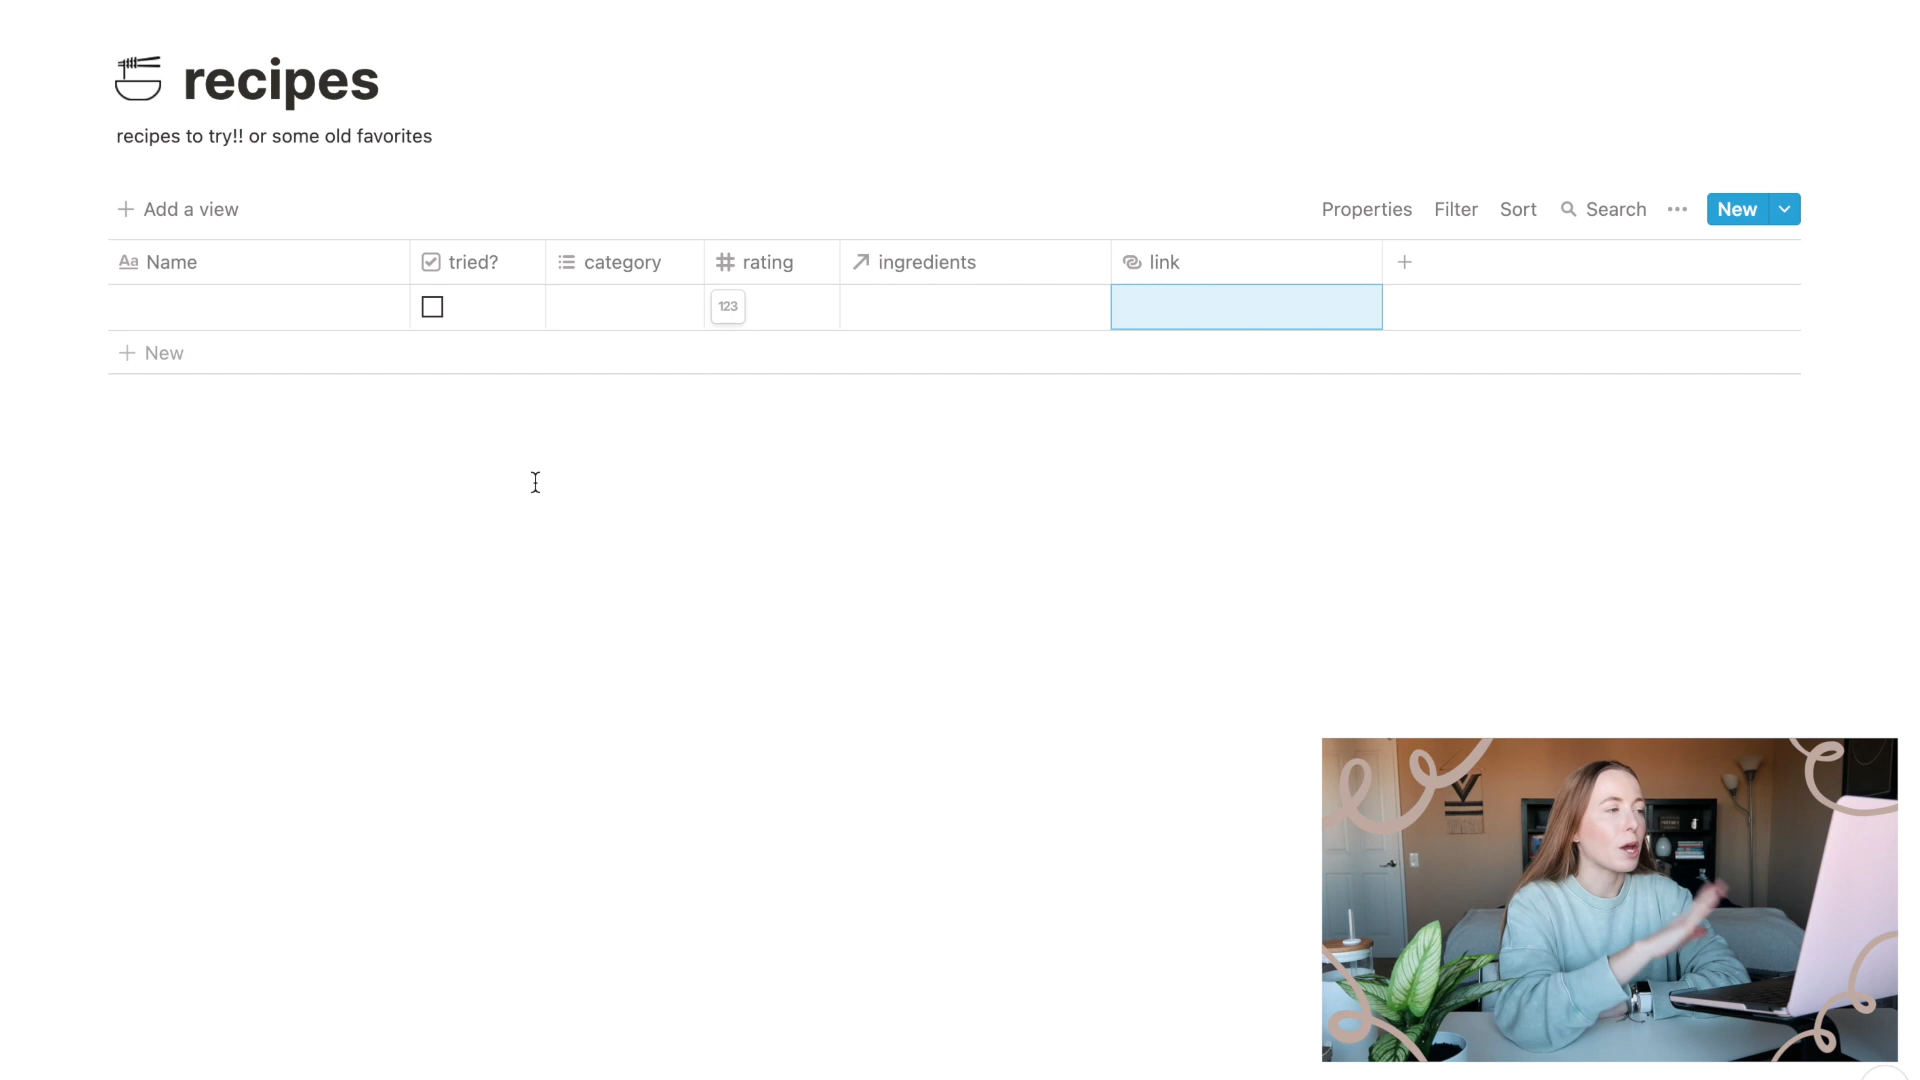 recipes
recipes to try!! or some old favorites
Add a view
Properties Filter Sort Search New
Aa Name tried? category rating ingredients link
123
New